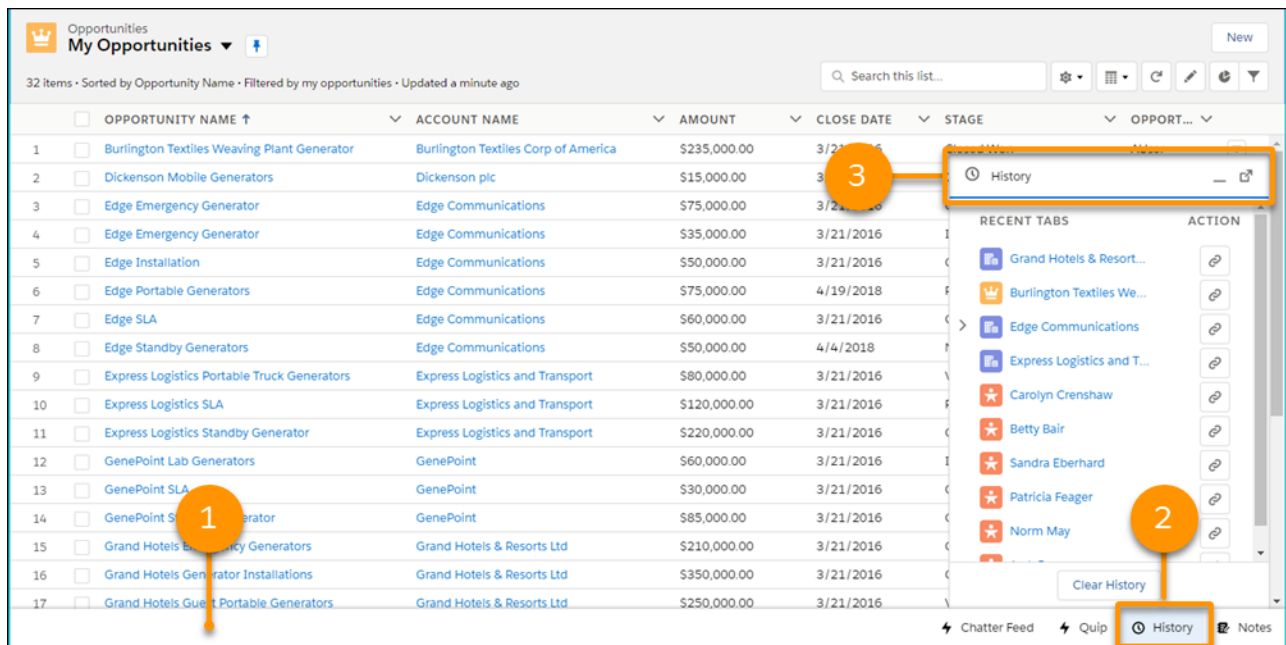 Opportunities
My Opportunities
New
32 items • Sorted by Opportunity Name • Filtered by my opportunities • Updated a minute ago
Search this list...
OPPORTUNITY NAME ↑ ACCOUNT NAME AMOUNT CLOSE DATE STAGE OPPORT...
1 Burlington Textiles Weaving Plant Generator Burlington Textiles Corp of America $235,000.00
2 Dickenson Mobile Generators Dickenson plc $15,000.00
3 Edge Emergency Generator Edge Communications $75,000.00
4 Edge Emergency Generator Edge Communications $35,000.00 3/21/2016
5 Edge Installation Edge Communications $50,000.00 3/21/2016
6 Edge Portable Generators Edge Communications $75,000.00 4/19/2018
7 Edge SLA Edge Communications $60,000.00 3/21/2016
8 Edge Standby Generators Edge Communications $50,000.00 4/4/2018
9 Express Logistics Portable Truck Generators Express Logistics and Transport $80,000.00 3/21/2016
10 Express Logistics SLA Express Logistics and Transport $120,000.00 3/21/2016
11 Express Logistics Standby Generator Express Logistics and Transport $220,000.00 3/21/2016
12 GenePoint Lab Generators GenePoint $60,000.00 3/21/2016
13 GenePoint SLA GenePoint $30,000.00 3/21/2016
14 GenePoint GenePoint $85,000.00 3/21/2016
15 Grand Hotels Generators Grand Hotels & Resorts Ltd $210,000.00 3/21/2016
16 Grand Hotels Generator Installations Grand Hotels & Resorts Ltd $350,000.00 3/21/2016
17 Grand Hotels Guest Portable Generators Grand Hotels & Resorts Ltd $250,000.00 3/21/2016
3
History
RECENT TABS ACTION
Grand Hotels & Resort...
Burlington Textiles We...
Edge Communications
Express Logistics and T...
Carolyn Crenshaw
Betty Bair
Sandra Eberhard
Patricia Feager
Norm May
Clear History
1
2
Chatter Feed Quip History Notes